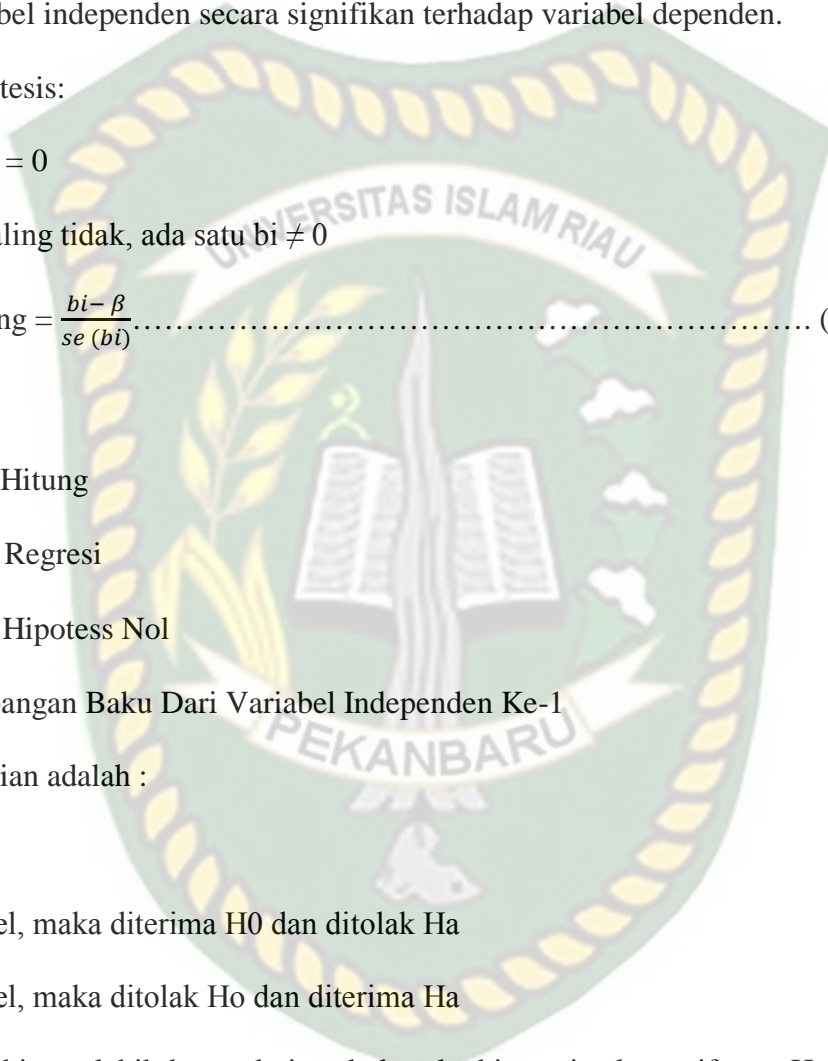 bel independen secara signifikan terhadap variabel dependen.
tesis:
= 0
ling tidak, ada satu bi ≠ 0
UNIVERSITAS ISLAM RIAU
ng = bi− β / se (bi) ………………………………………………………… (
Hitung
Regresi
Hipotess Nol
angan Baku Dari Variabel Independen Ke-1
PEKANBARU
ian adalah :
el, maka diterima H0 dan ditolak Ha
el, maka ditolak Ho dan diterima Ha